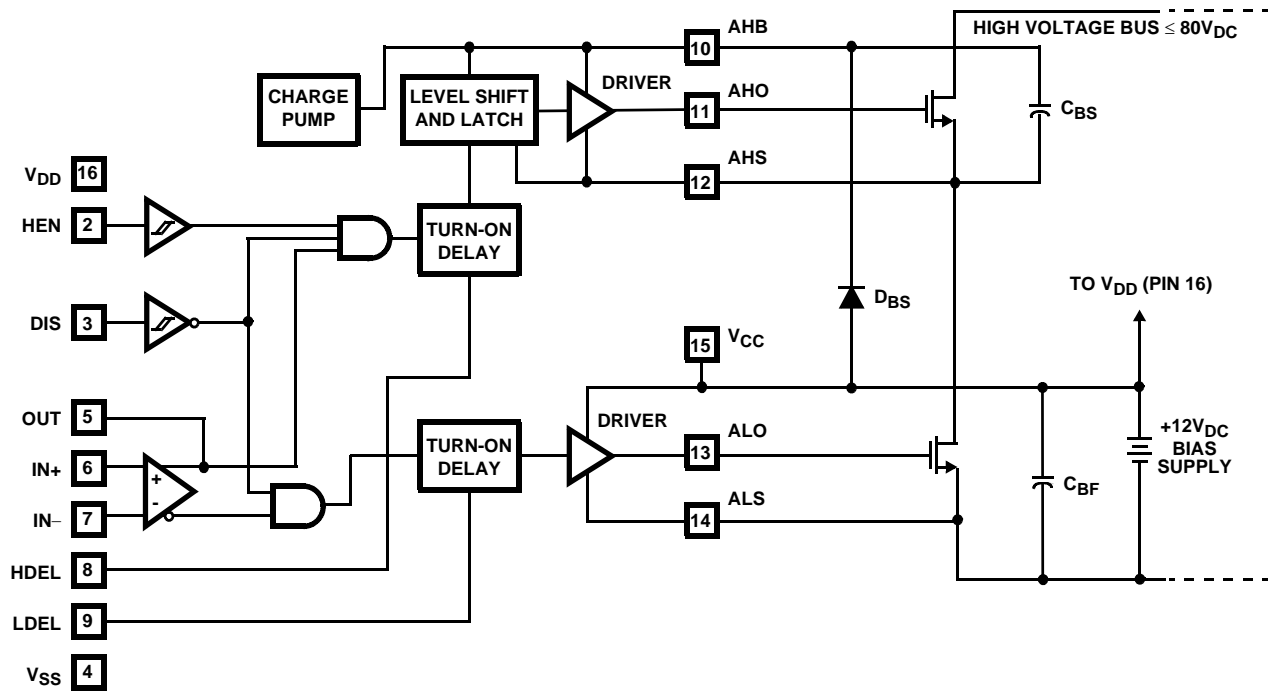 AHB
HIGH VOLTAGE BUS ≤ 80VDC
10
CHARGE
PUMP
LEVEL SHIFT
AND LATCH
DRIVER
AHO
11
CBS
AHS
12
VDD 16
HEN 2
TURN-ON
DELAY
DIS 3
DBS
TO VDD (PIN 16)
15
VCC
OUT 5
IN+ 6
IN– 7
+
-
TURN-ON
DELAY
DRIVER
ALO
13
ALS
14
CBF
+12VDC
BIAS
SUPPLY
HDEL 8
LDEL 9
VSS 4